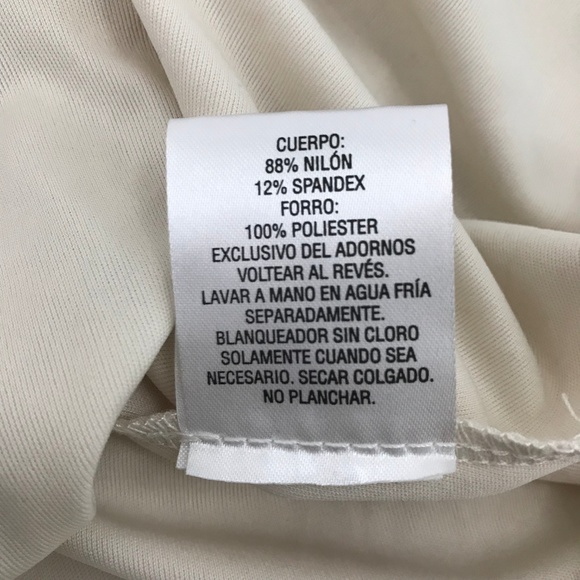 CUERPO:
88% NILÓN
12% SPANDEX
FORRO:
100% POLIESTER
EXCLUSIVO DEL ADORNOS
VOLTEAR AL REVÉS.
LAVAR A MANO EN AGUA FRÍA
SEPARADAMENTE.
BLANQUEADOR SIN CLORO
SOLAMENTE CUANDO SEA
NECESARIO. SECAR COLGADO.
NO PLANCHAR.